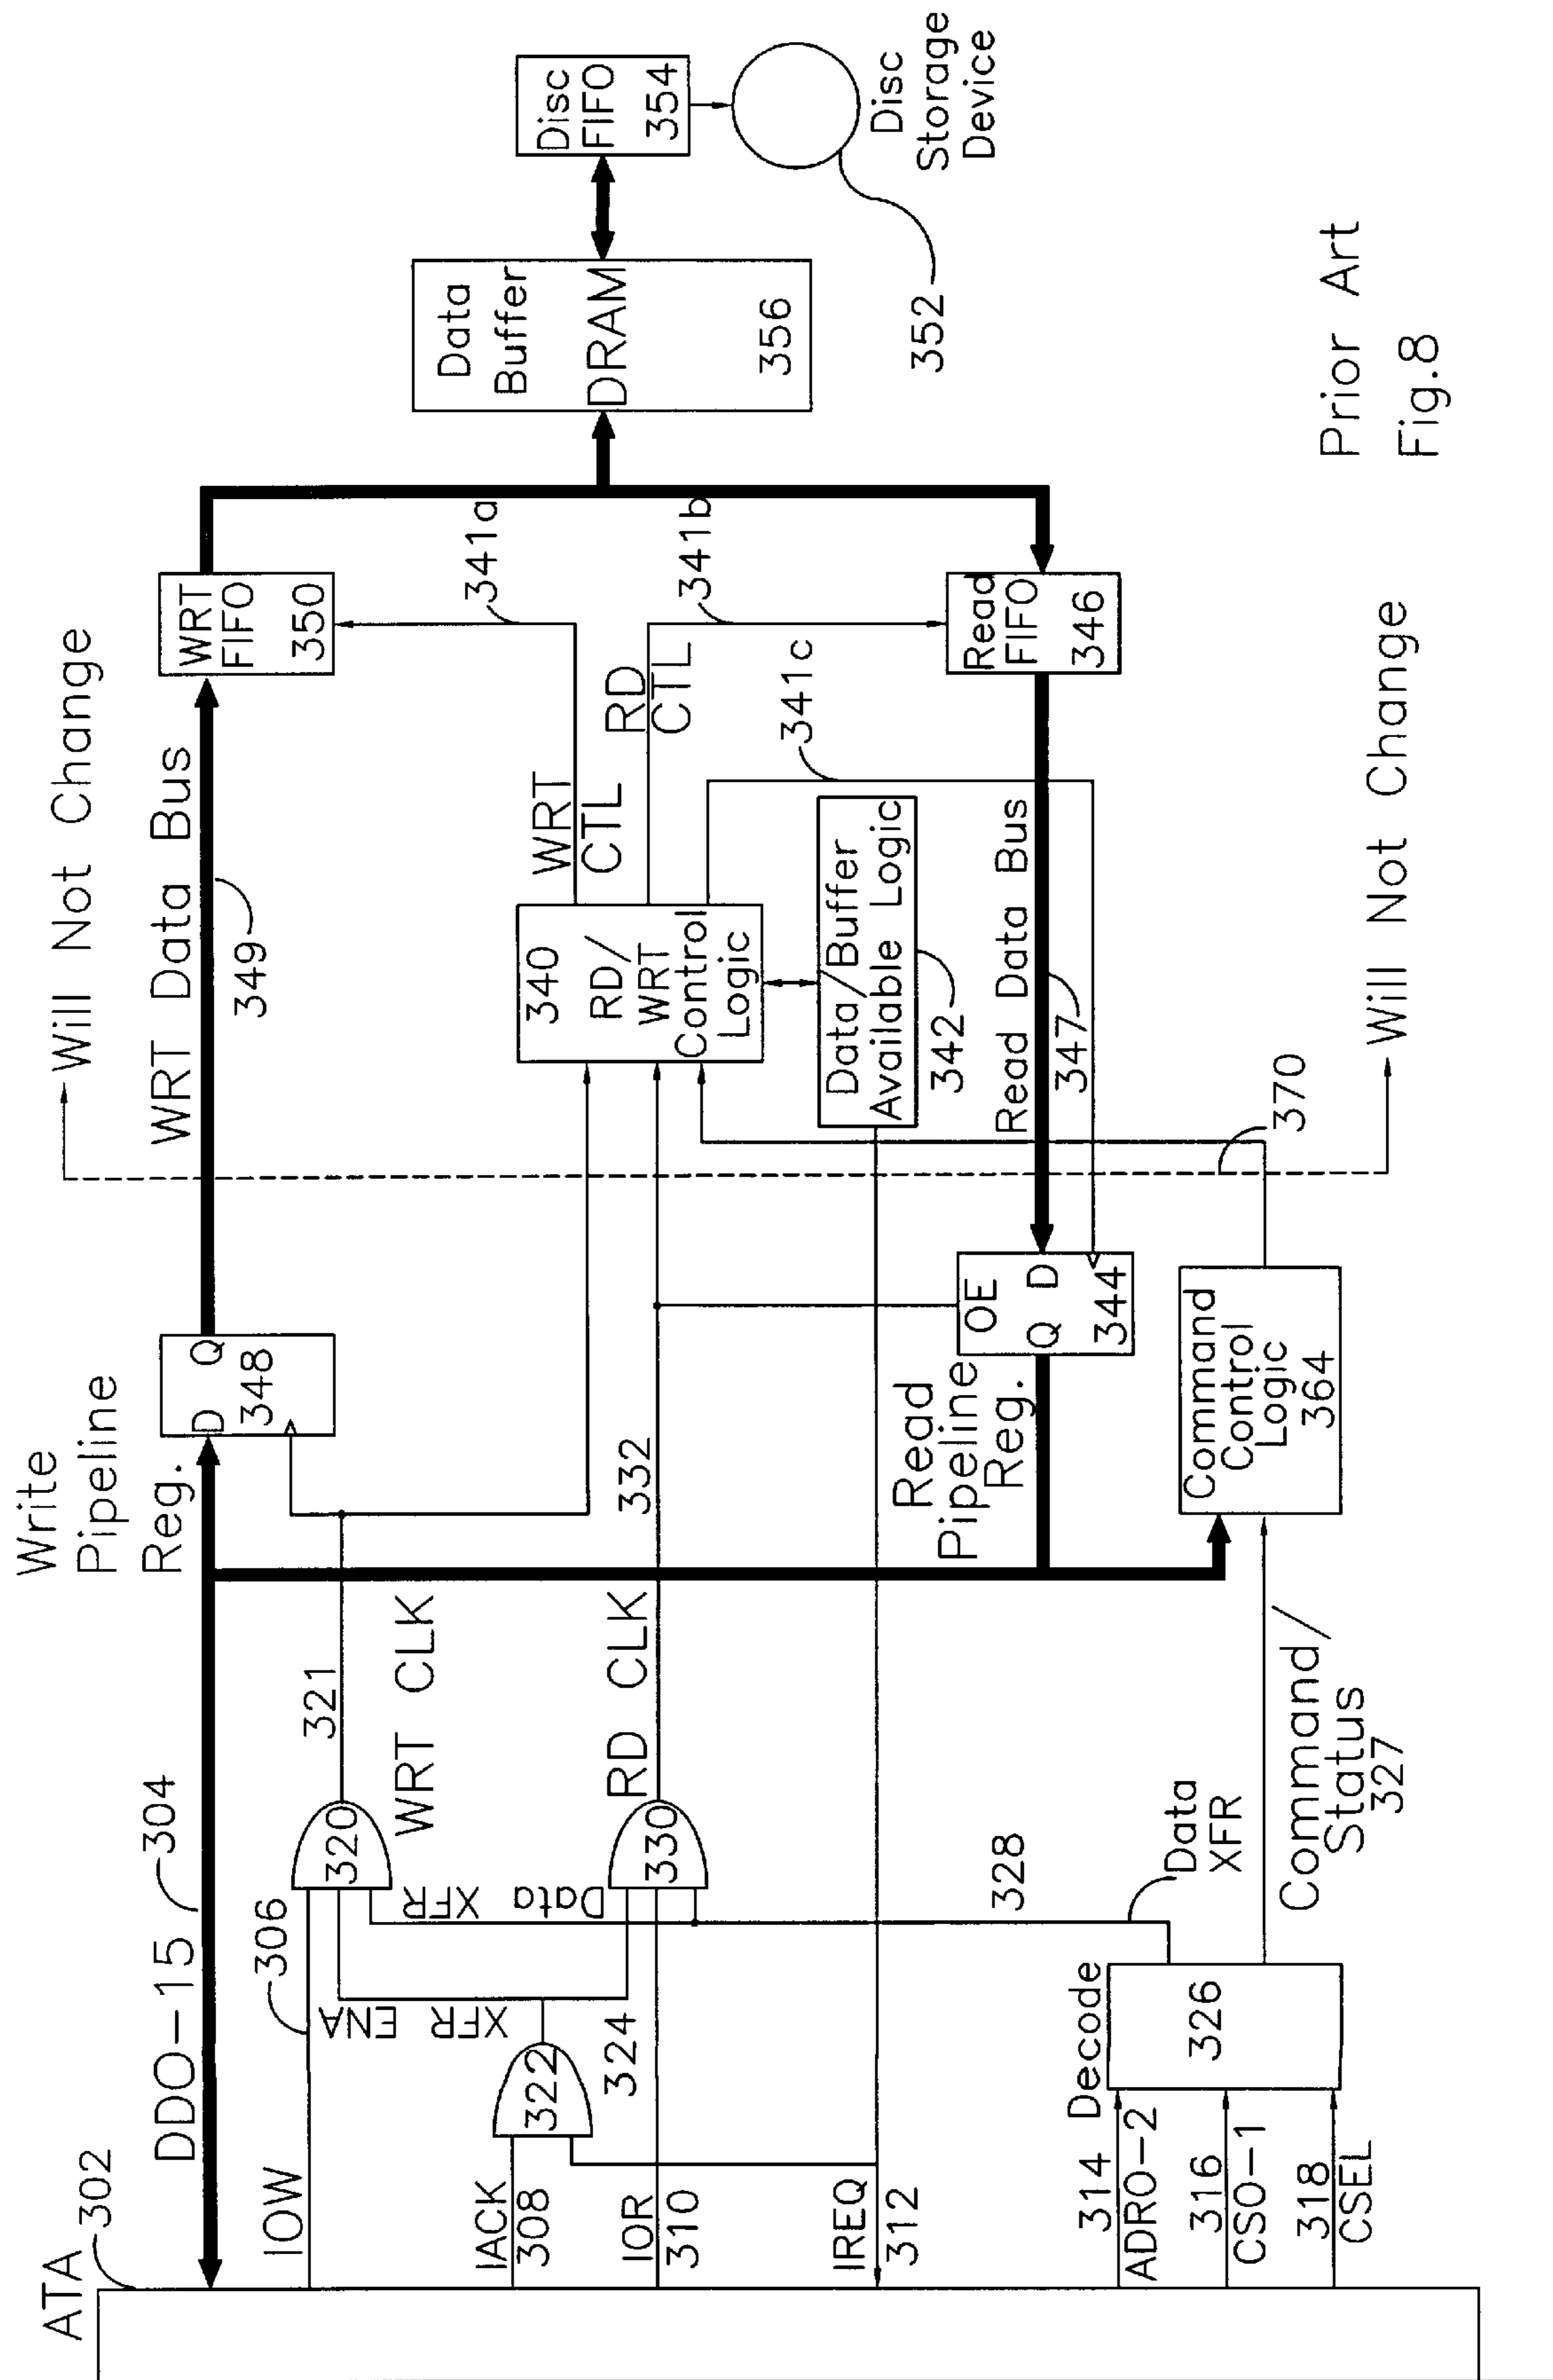 ATA
302
DD0-15
304
Write
Pipeline
Reg.
D Q
348
WRT Data Bus
349
Will Not Change
WRT
FIFO
350
IOW
306
320
321
WRT CLK
IACK
308
322
XFR ENA
324
Data XFR
IOR
310
330
RD CLK
332
IREQ
312
340
RD/
WRT
Control
Logic
WRT
CTL
341a
RD
CTL
341b
341c
Data/Buffer
Available Logic
342
Data
Buffer
DRAM
356
Disc
FIFO
354
352
Disc
Storage
Device
Read
Pipeline
Reg.
OE
Q D
344
Read Data Bus
347
Read
FIFO
346
314
ADR0-2
316
CS0-1
318
CSEL
Decode
326
328
Data
XFR
Command/
Status
327
Command
Control
Logic
364
370
Will Not Change
Prior Art
Fig.8